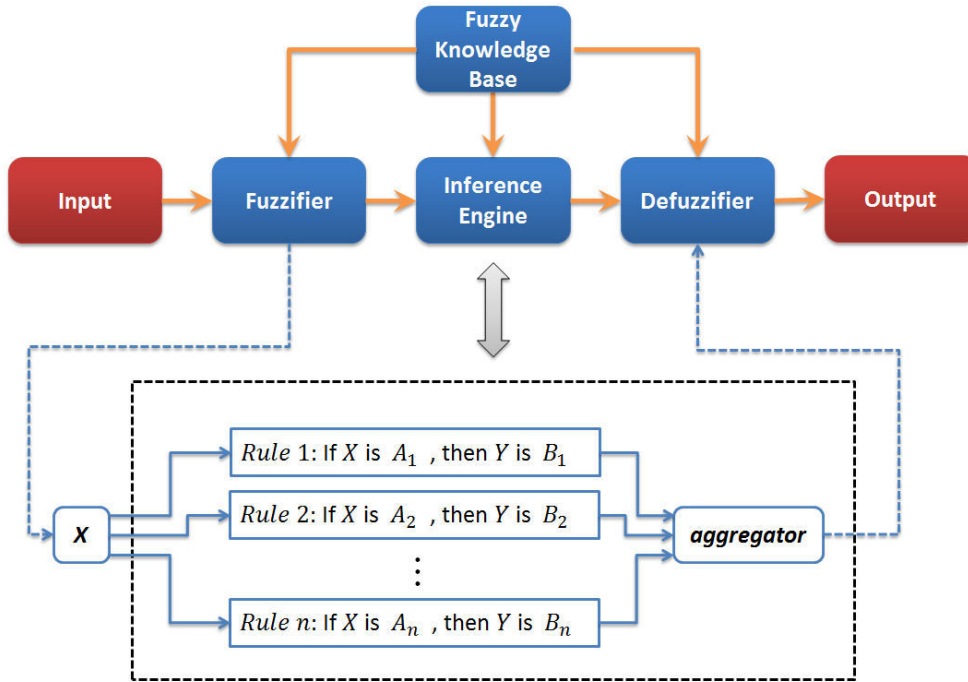 Fuzzy
Knowledge
Base
Input
Fuzzifier
Inference
Engine
Defuzzifier
Output
Rule 1: If X is A₁ , then Y is B₁
Rule 2: If X is A₂ , then Y is B₂
X
aggregator
⋮
Rule n: If X is Aₙ , then Y is Bₙ